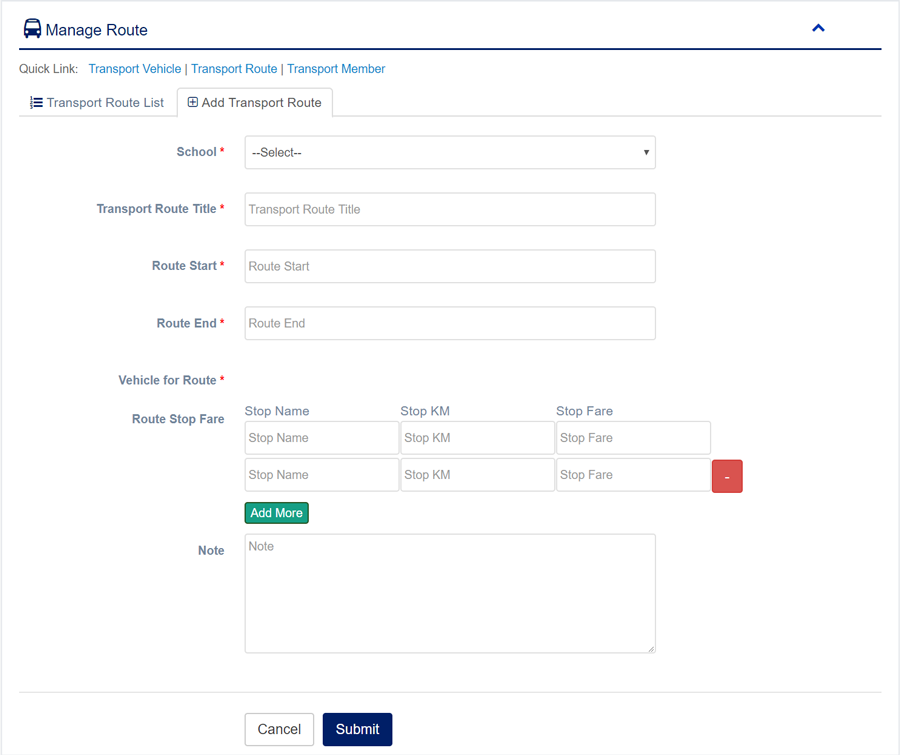 Manage Route
Quick Link: Transport Vehicle | Transport Route | Transport Member
Transport Route List Add Transport Route
School * --Select--
Transport Route Title * Transport Route Title
Route Start * Route Start
Route End * Route End
Vehicle for Route *
Route Stop Fare Stop Name Stop KM Stop Fare
Stop Name Stop KM Stop Fare
Stop Name Stop KM Stop Fare -
Add More
Note Note
Cancel Submit